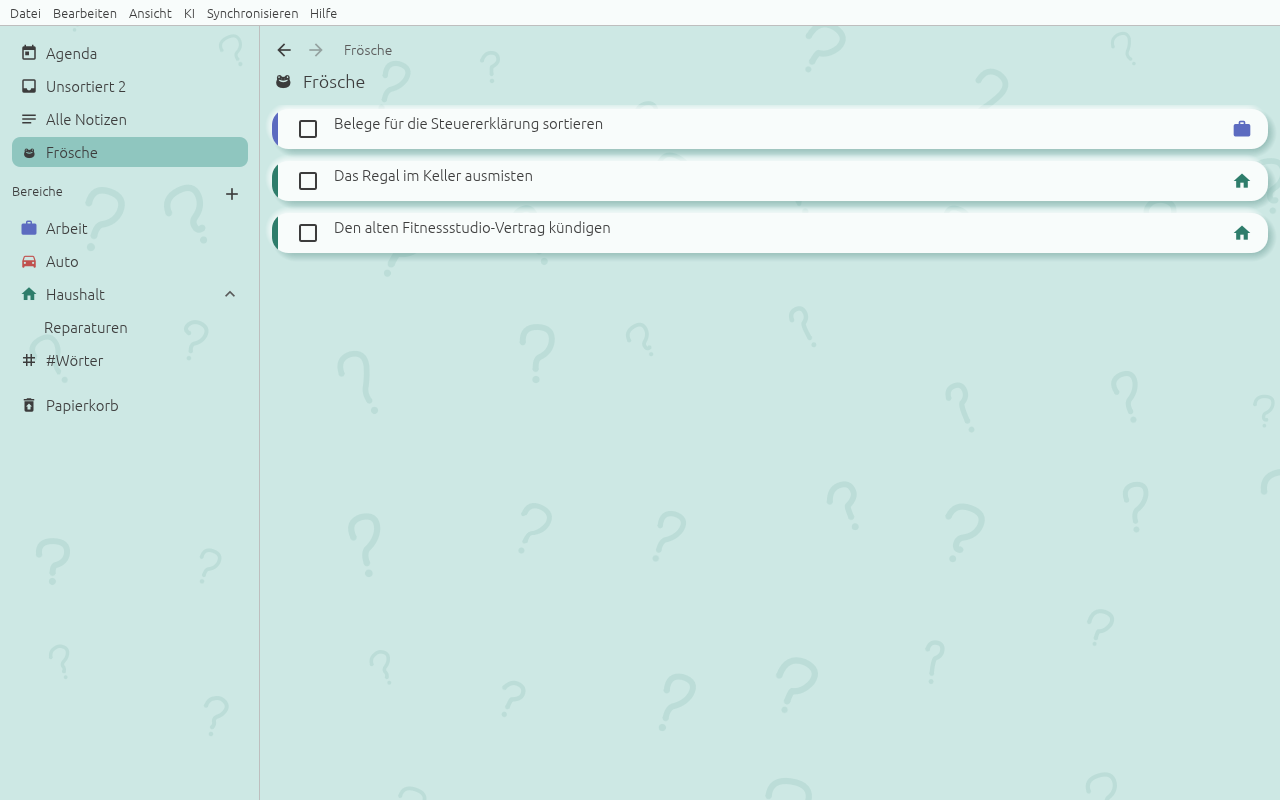 Datei Bearbeiten Ansicht KI Synchronisieren Hilfe
Agenda
Unsortiert 2
Alle Notizen
Frösche
Bereiche
Arbeit
Auto
Haushalt
Reparaturen
#Wörter
Papierkorb
Frösche
Frösche
Belege für die Steuererklärung sortieren
Das Regal im Keller ausmisten
Den alten Fitnessstudio-Vertrag kündigen